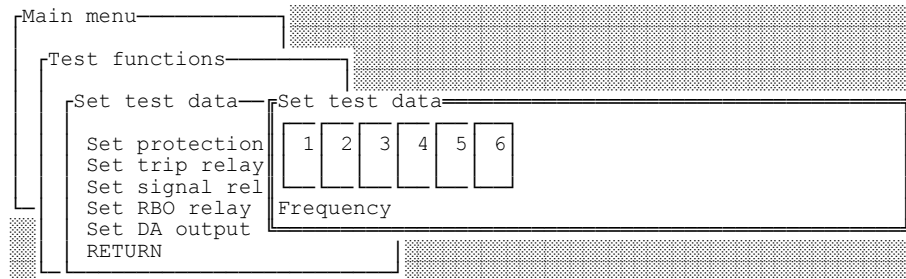 Main menu
Test functions
Set test data Set test data
Set protection 1 2 3 4 5 6
Set trip relay
Set signal rel
Set RBO relay Frequency
Set DA output
RETURN